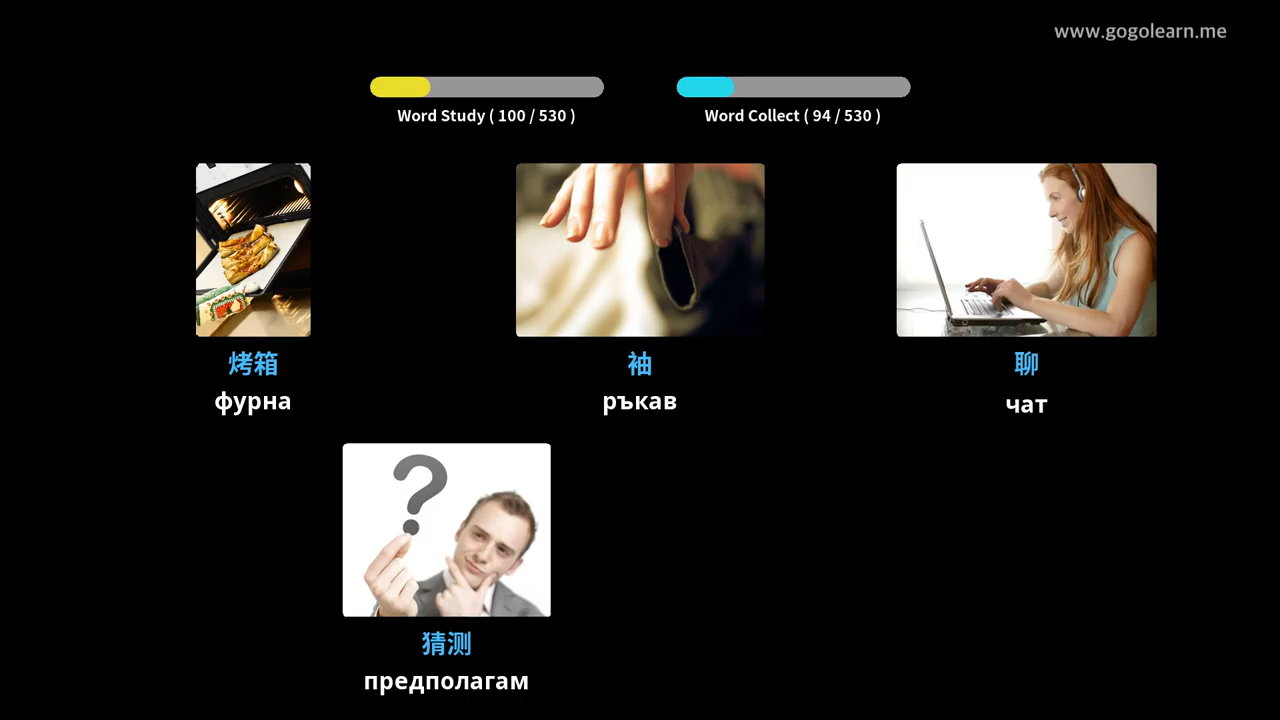 www.gogolearn.me
Word Study ( 100 / 530 )
Word Collect ( 94 / 530 )
烤箱
фурна
袖
ръкав
聊
чат
猜测
предполагам